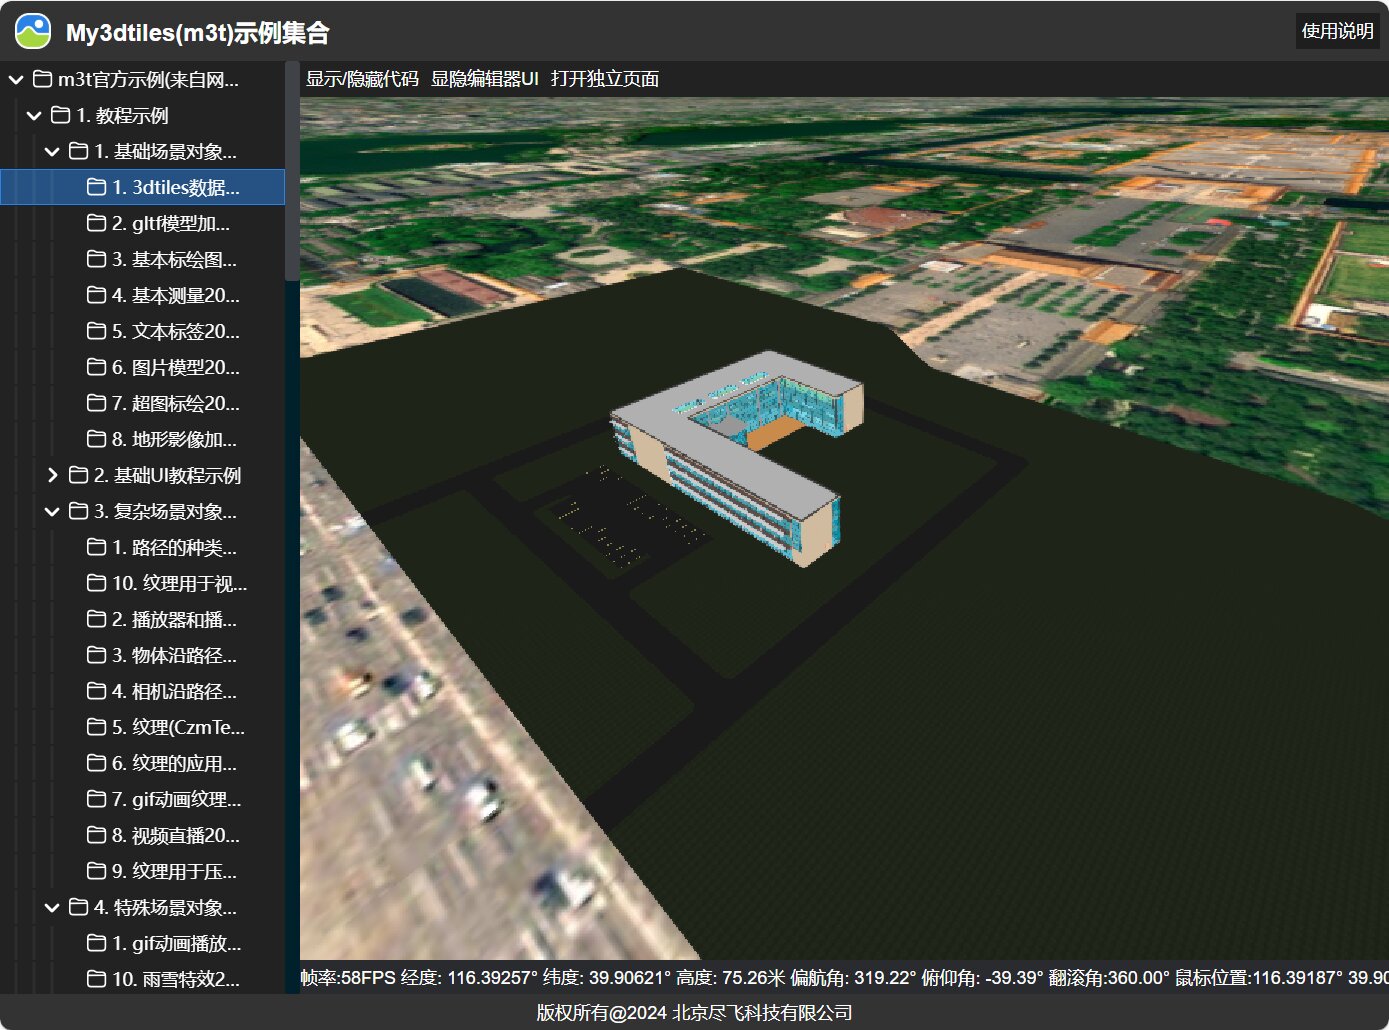 My3dtiles(m3t)示例集合
使用说明
m3t官方示例(来自网...
1. 教程示例
1. 基础场景对象...
1. 3dtiles数据...
2. gltf模型加...
3. 基本标绘图...
4. 基本测量20...
5. 文本标签20...
6. 图片模型20...
7. 超图标绘20...
8. 地形影像加...
2. 基础UI教程示例
3. 复杂场景对象...
1. 路径的种类...
10. 纹理用于视...
2. 播放器和播...
3. 物体沿路径...
4. 相机沿路径...
5. 纹理(CzmTe...
6. 纹理的应用...
7. gif动画纹理...
8. 视频直播20...
9. 纹理用于压...
4. 特殊场景对象...
1. gif动画播放...
10. 雨雪特效2...
显示/隐藏代码 显隐编辑器UI 打开独立页面
帧率:58FPS 经度: 116.39257° 纬度: 39.90621° 高度: 75.26米 偏航角: 319.22° 俯仰角: -39.39° 翻滚角:360.00° 鼠标位置:116.39187° 39.90
版权所有@2024 北京尽飞科技有限公司